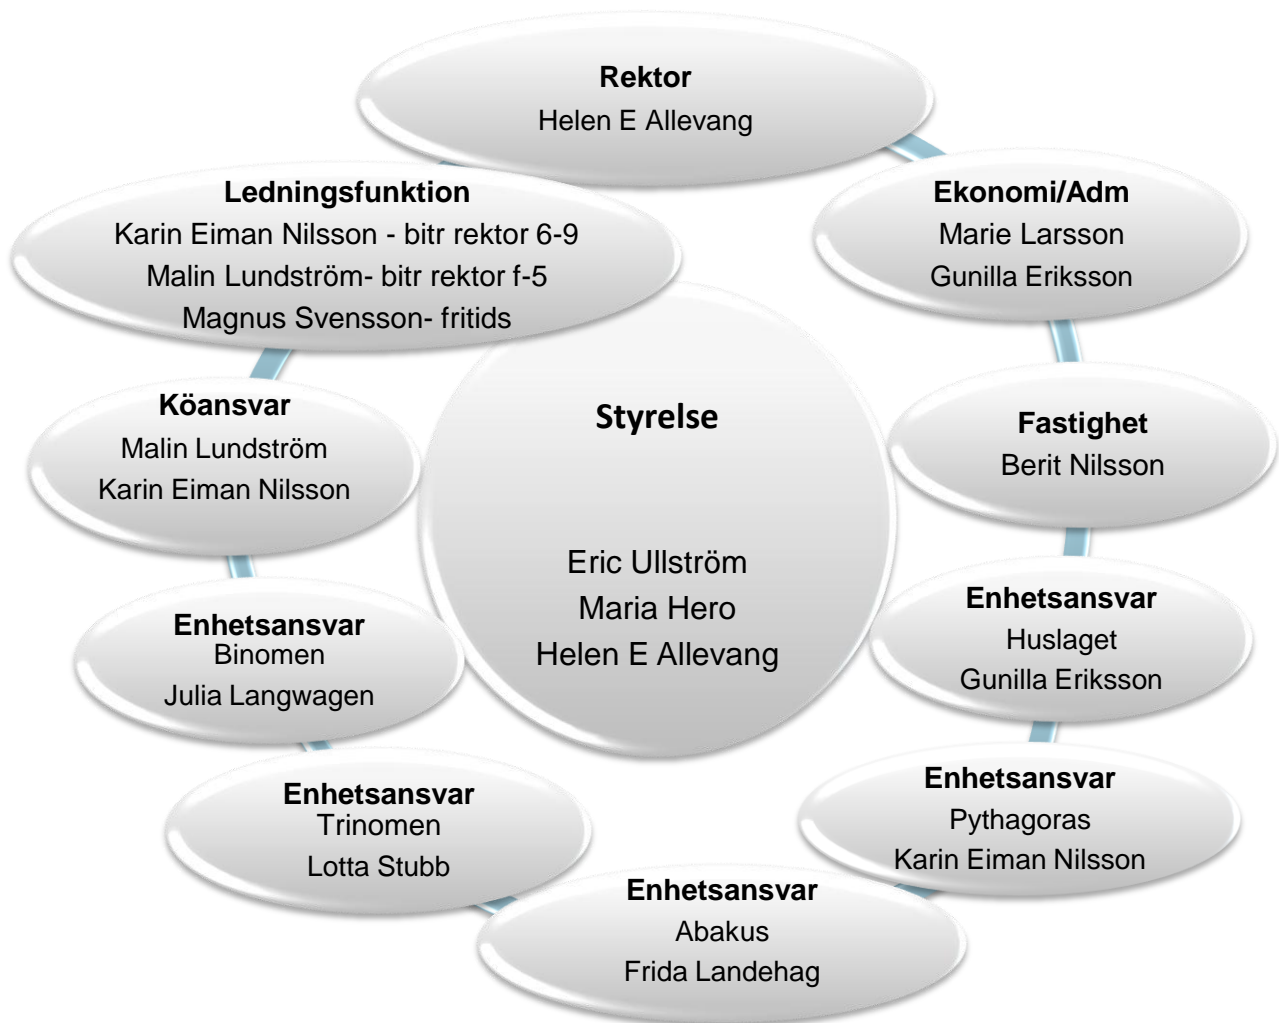 Rektor
Helen E Allevang
Ledningsfunktion
Karin Eiman Nilsson - bitr rektor 6-9
Malin Lundström- bitr rektor f-5
Magnus Svensson- fritids
Ekonomi/Adm
Marie Larsson
Gunilla Eriksson
Köansvar
Malin Lundström
Karin Eiman Nilsson
Styrelse
Eric Ullström
Maria Hero
Helen E Allevang
Fastighet
Berit Nilsson
Enhetsansvar
Binomen
Julia Langwagen
Enhetsansvar
Huslaget
Gunilla Eriksson
Enhetsansvar
Trinomen
Lotta Stubb
Enhetsansvar
Pythagoras
Karin Eiman Nilsson
Enhetsansvar
Abakus
Frida Landehag